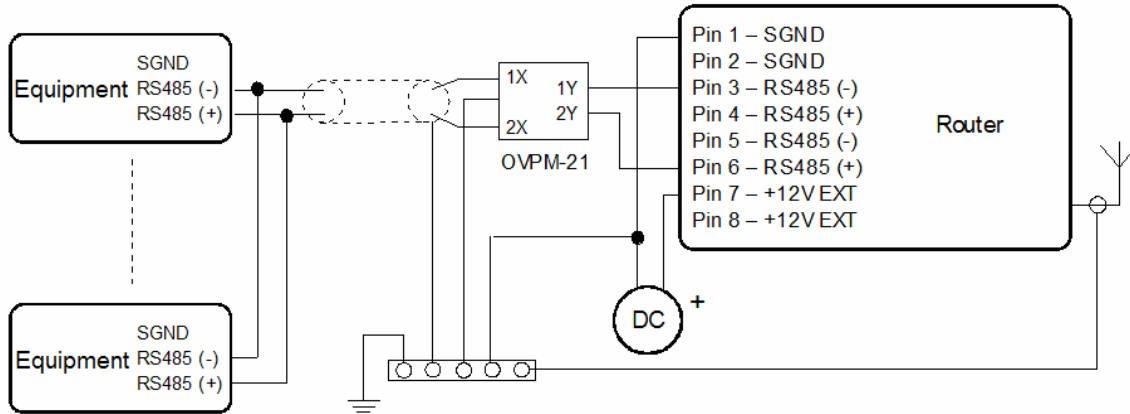 SGND
Equipment RS485 (-)
RS485 (+)
1X
1Y
2Y
2X
OVPM-21
Pin 1 – SGND
Pin 2 – SGND
Pin 3 – RS485 (-)
Pin 4 – RS485 (+)
Pin 5 – RS485 (-)
Pin 6 – RS485 (+)
Pin 7 – +12V EXT
Pin 8 – +12V EXT
Router
DC
+
SGND
Equipment RS485 (-)
RS485 (+)